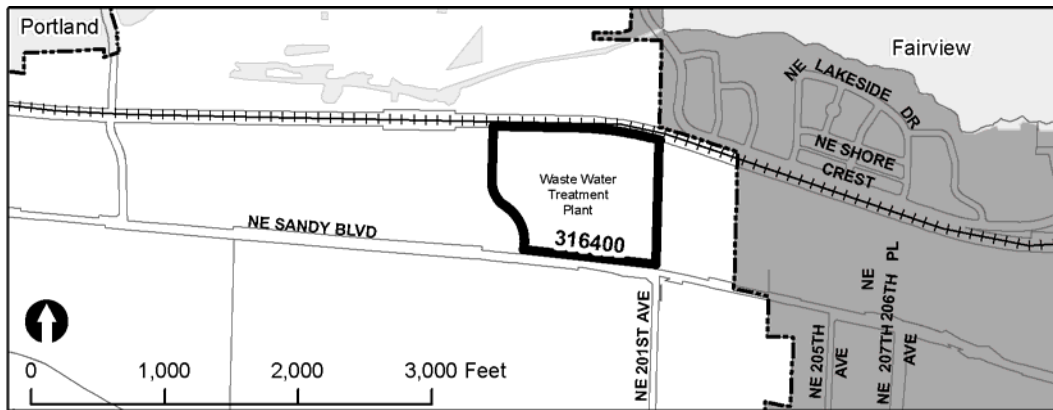 Portland
Fairview
NE LAKESIDE DR
NE SHORE
CREST
Waste Water
Treatment
Plant
316400
NE SANDY BLVD
NE 201ST AVE
NE 205TH
AVE
NE 206TH PL
NE 207TH
AVE
0 1,000 2,000 3,000 Feet